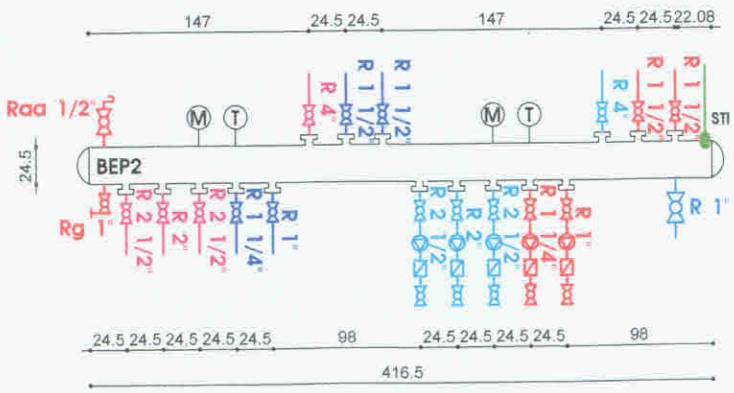 147 24.5 24.5 147 24.5 24.5 22.08
Raa 1/2"
M T R 4" R 1 1/2" R 1 1/2" M T R 4" R 1 1/2" R 1 1/2" STI
24.5
BEP2
Rg 1" R 2 1/2" R 2" R 2 1/2" R 1 1/4" R 1" R 2 1/2" R 2" R 2 1/2" R 1 1/4" R 1" R 1"
24.5 24.5 24.5 24.5 24.5 98 24.5 24.5 24.5 24.5 98
416.5